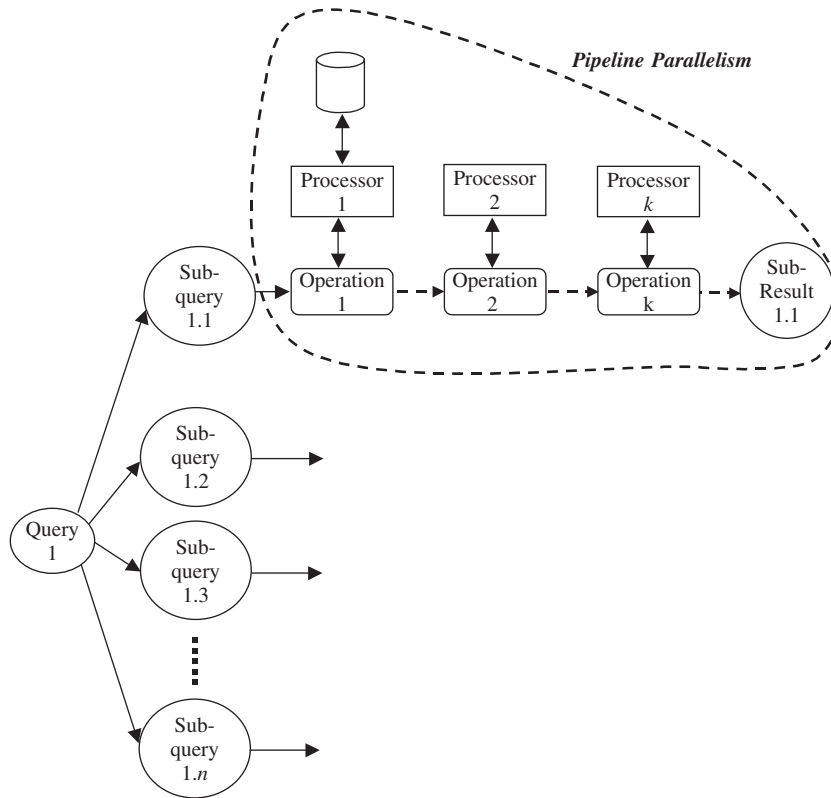 Pipeline Parallelism
Processor
1
Processor
2
Processor
k
Sub-
query
1.1
Operation
1
Operation
2
Operation
k
Sub-
Result
1.1
Sub-
query
1.2
Query
1
Sub-
query
1.3
Sub-
query
1.n